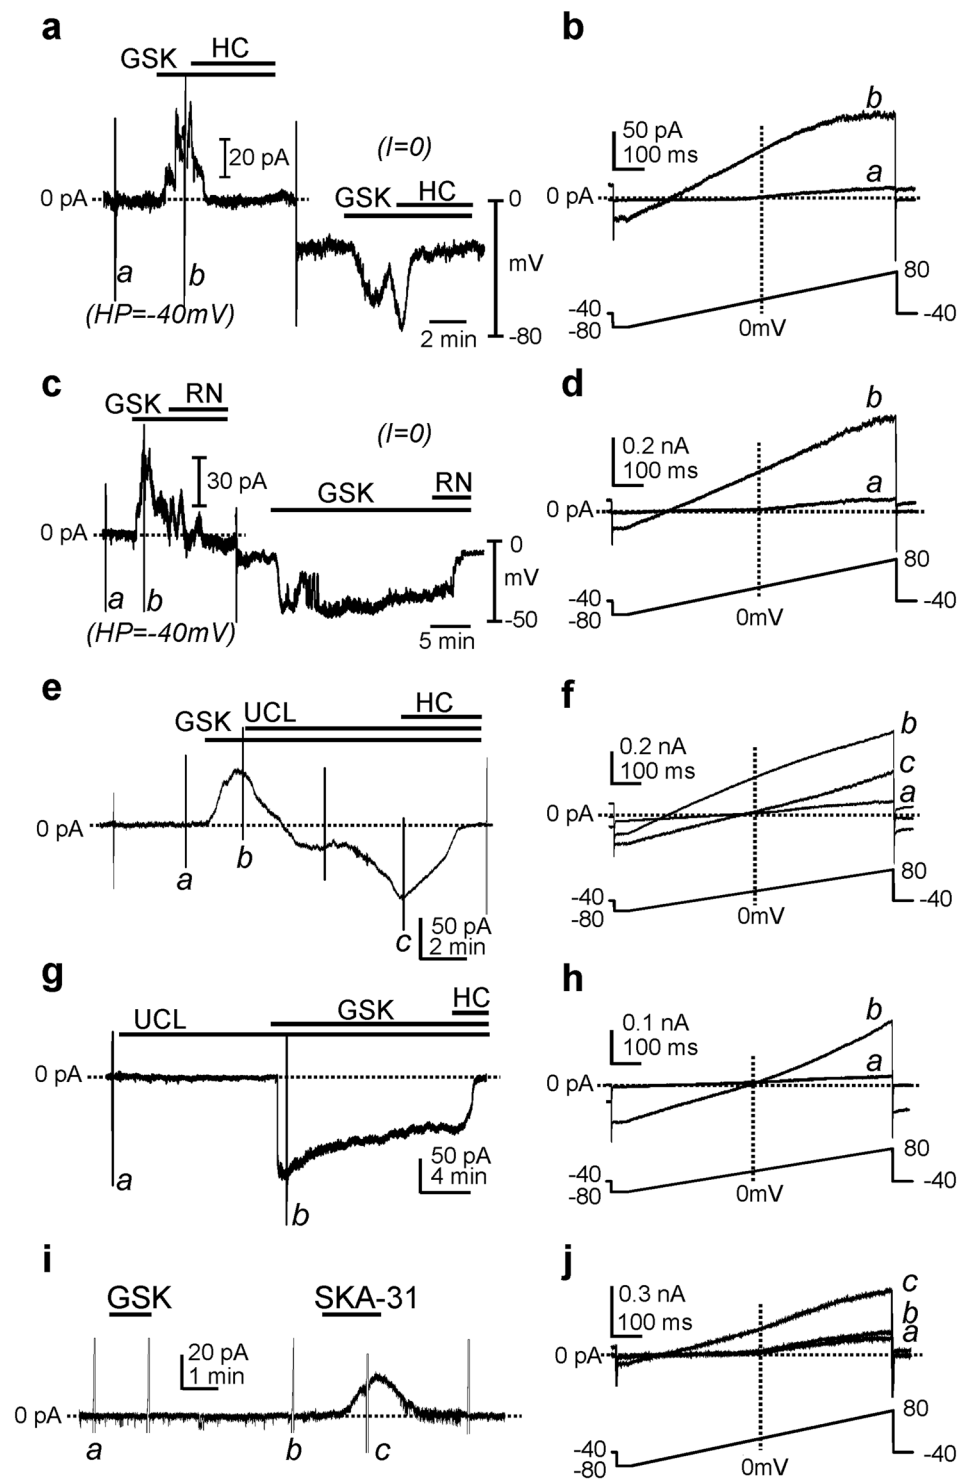 a
GSK HC
20 pA
(I=0)
0 pA
GSK HC
0
mV
-80
a b
(HP=-40mV)
2 min
b
b
50 pA
100 ms
a
0 pA
80
-40
-80
0mV
-40
c
GSK RN
30 pA
(I=0)
GSK RN
0 pA
0
mV
-50
a b
(HP=-40mV)
5 min
d
b
0.2 nA
100 ms
a
0 pA
80
-40
-80
0mV
-40
e
GSK UCL HC
0 pA
a b c
50 pA
2 min
f
b
c
a
0.2 nA
100 ms
0 pA
80
-40
-80
0mV
-40
g
UCL GSK HC
0 pA
50 pA
4 min
a b
h
b
0.1 nA
100 ms
a
0 pA
80
-40
-80
0mV
-40
i
GSK SKA-31
20 pA
1 min
0 pA
a b c
j
c
b
a
0.3 nA
100 ms
0 pA
80
-40
-80
0mV
-40